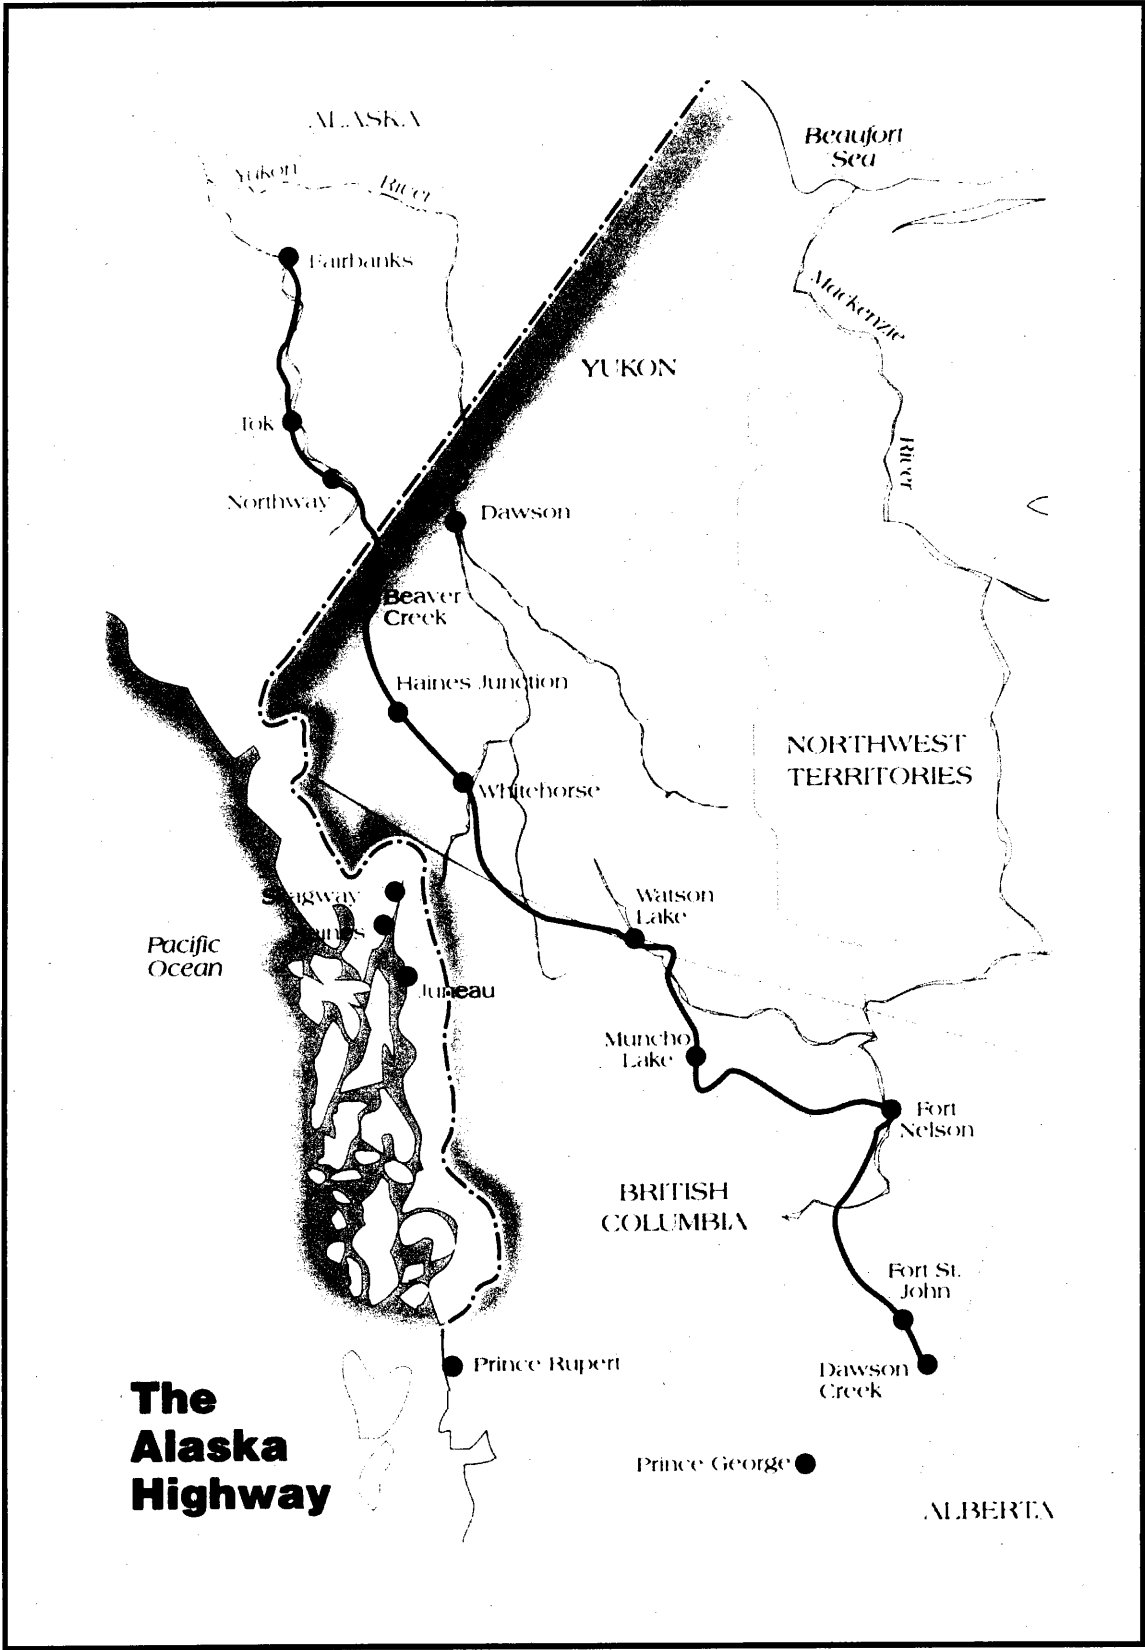 ALASKA
Beaufort
Sea
Yukon
River
Fairbanks
Mackenzie
YUKON
Tok
River
Northway
Dawson
Beaver
Creek
Haines Junction
NORTHWEST
TERRITORIES
Whitehorse
Skagway
Watson
Lake
Haines
Pacific
Ocean
Juneau
Muncho
Lake
Fort
Nelson
BRITISH
COLUMBIA
Fort St.
John
Prince Rupert
Dawson
Creek
The
Alaska
Highway
Prince George
ALBERTA